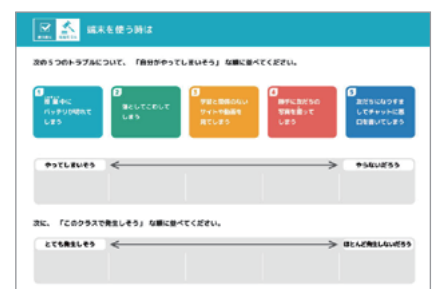 端末を使う時は
次の5つのトラブルについて、「自分がやってしまいそう」な順に並べてください。
1
授業中に
バッテリが切れて
しまう
2
落としてこわして
しまう
3
学習と関係のない
サイトや動画を
見てしまう
4
勝手に友だちの
写真を撮って
しまう
5
友だちになりすま
してチャットに悪
口を書いてしまう
やってしまいそう
やらないだろう
次に、「このクラスで発生しそう」な順に並べてください。
とても発生しそう
ほとんど発生しないだろう